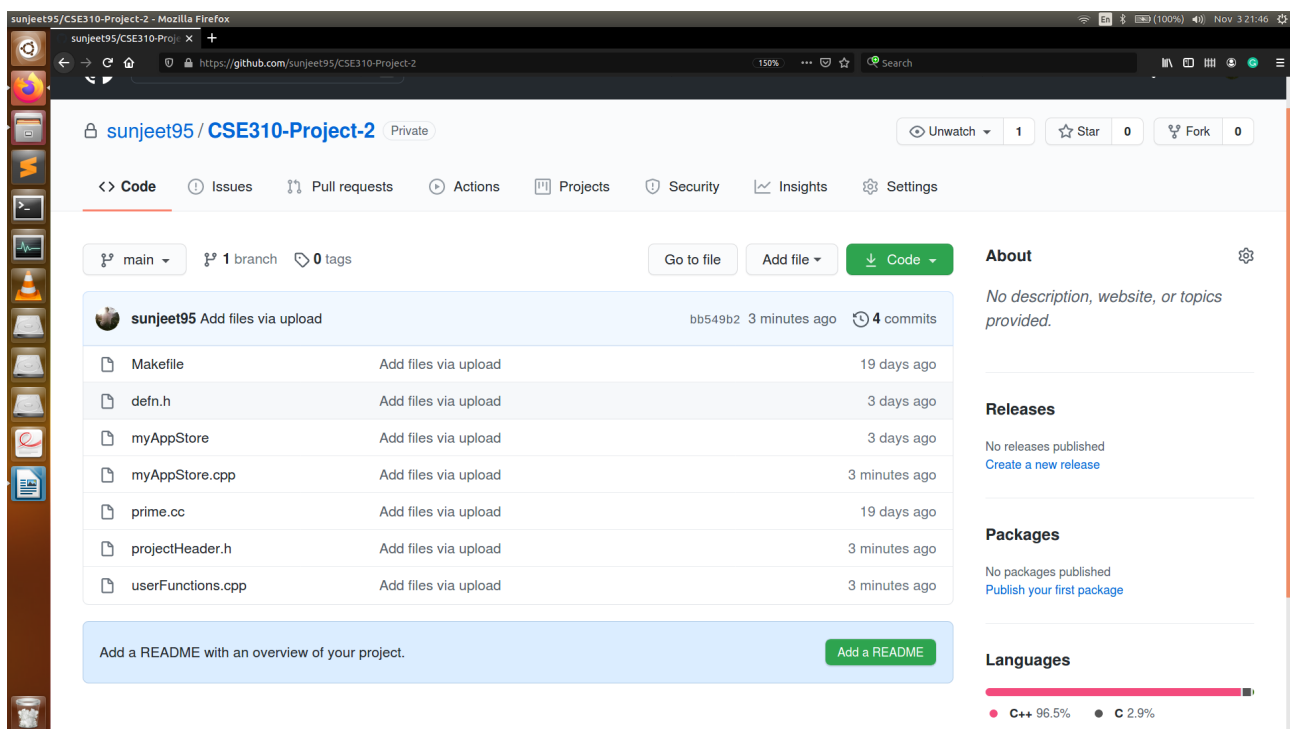 sunjeet95/CSE310-Project-2 - Mozilla Firefox
En (100%) Nov 3 21:46
sunjeet95/CSE310-Proje × +
https://github.com/sunjeet95/CSE310-Project-2 150% ... Search
sunjeet95 / CSE310-Project-2 Private
Unwatch 1 Star 0 Fork 0
<> Code Issues Pull requests Actions Projects Security Insights Settings
main 1 branch 0 tags Go to file Add file Code
About
No description, website, or topics
provided.
sunjeet95 Add files via upload bb549b2 3 minutes ago 4 commits
Makefile Add files via upload 19 days ago
defn.h Add files via upload 3 days ago
myAppStore Add files via upload 3 days ago
myAppStore.cpp Add files via upload 3 minutes ago
prime.cc Add files via upload 19 days ago
projectHeader.h Add files via upload 3 minutes ago
userFunctions.cpp Add files via upload 3 minutes ago
Releases
No releases published
Create a new release
Packages
No packages published
Publish your first package
Add a README with an overview of your project. Add a README
Languages
C++ 96.5% C 2.9%